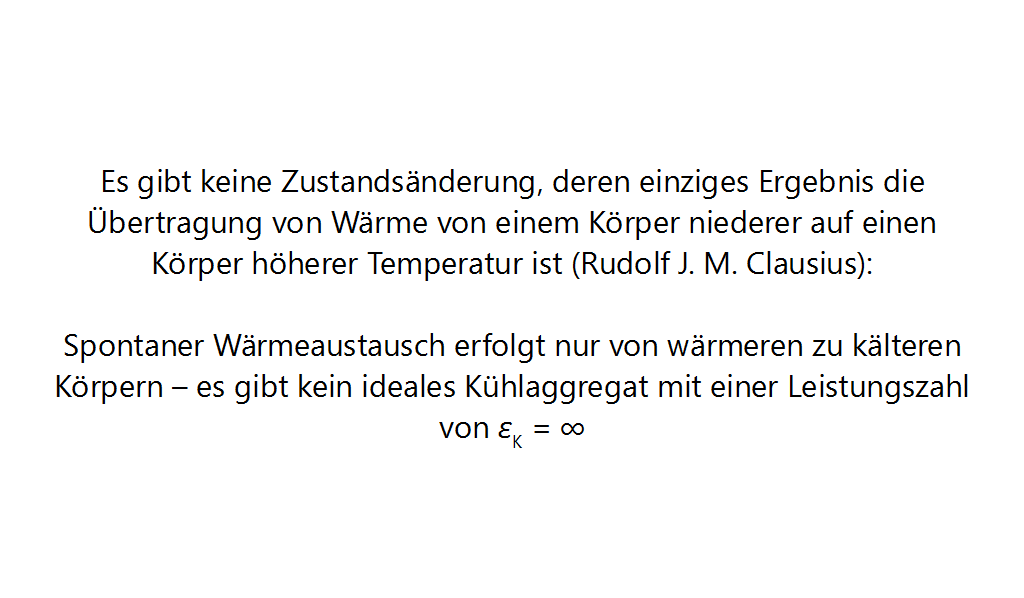 Es gibt keine Zustandsänderung, deren einziges Ergebnis die
Übertragung von Wärme von einem Körper niederer auf einen
Körper höherer Temperatur ist (Rudolf J. M. Clausius):
Spontaner Wärmeaustausch erfolgt nur von wärmeren zu kälteren
Körpern – es gibt kein ideales Kühlaggregat mit einer Leistungszahl
von ε_K = ∞